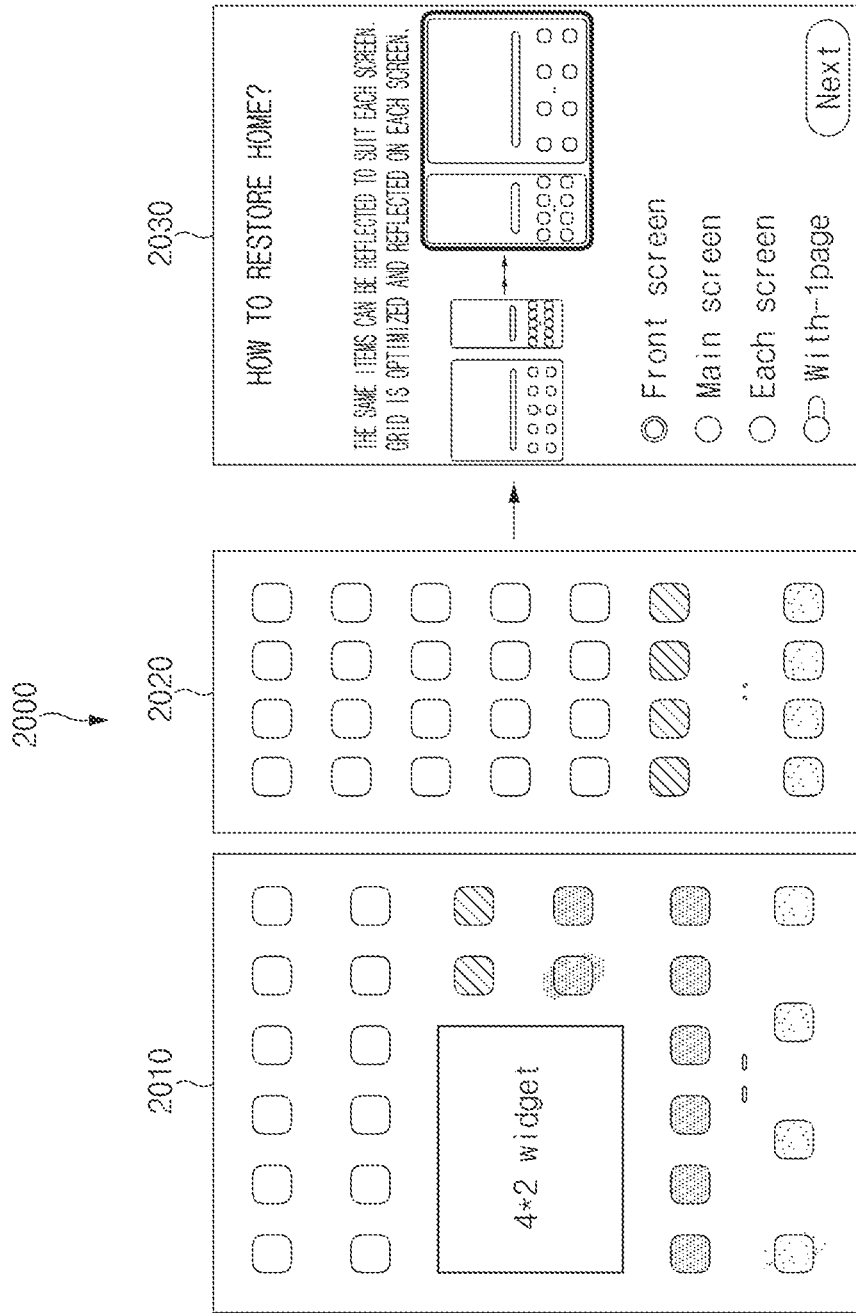 2000
2010
2020
2030
4*2 widget
HOW TO RESTORE HOME?
THE SAME ITEMS CAN BE REFLECTED TO SUIT EACH SCREEN.
GRID IS OPTIMIZED AND REFLECTED ON EACH SCREEN.
Front screen
Main screen
Each screen
With-1page
Next